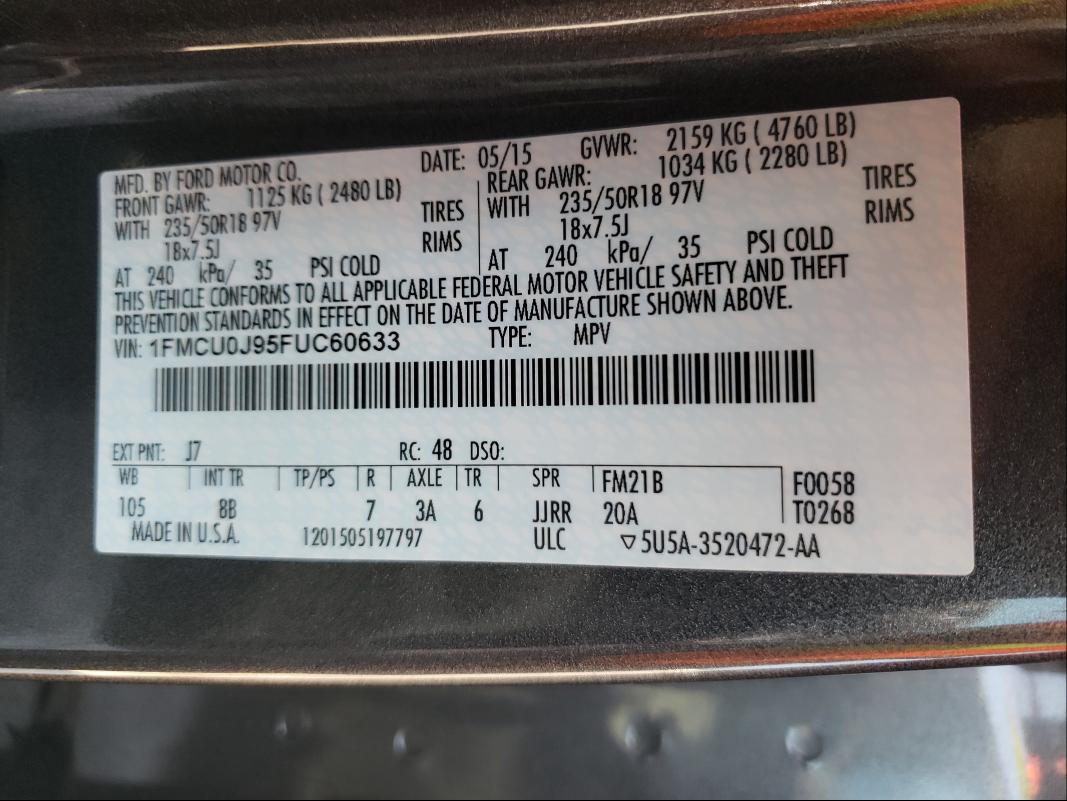 MFD. BY FORD MOTOR CO. DATE: 05/15 GVWR: 2159 KG ( 4760 LB)
FRONT GAWR: 1125 KG ( 2480 LB) REAR GAWR: 1034 KG ( 2280 LB)
WITH 235/50R18 97V TIRES WITH 235/50R18 97V TIRES
18x7.5J RIMS 18x7.5J RIMS
AT 240 kPa/ 35 PSI COLD AT 240 kPa/ 35 PSI COLD
THIS VEHICLE CONFORMS TO ALL APPLICABLE FEDERAL MOTOR VEHICLE SAFETY AND THEFT
PREVENTION STANDARDS IN EFFECT ON THE DATE OF MANUFACTURE SHOWN ABOVE.
VIN: 1FMCU0J95FUC60633 TYPE: MPV
EXT PNT: J7 RC: 48 DSO:
WB INT TR TP/PS R AXLE TR SPR FM21B F0058
105 8B 7 3A 6 JJRR 20A T0268
MADE IN U.S.A. 1201505197797 ULC ▽5U5A-3520472-AA